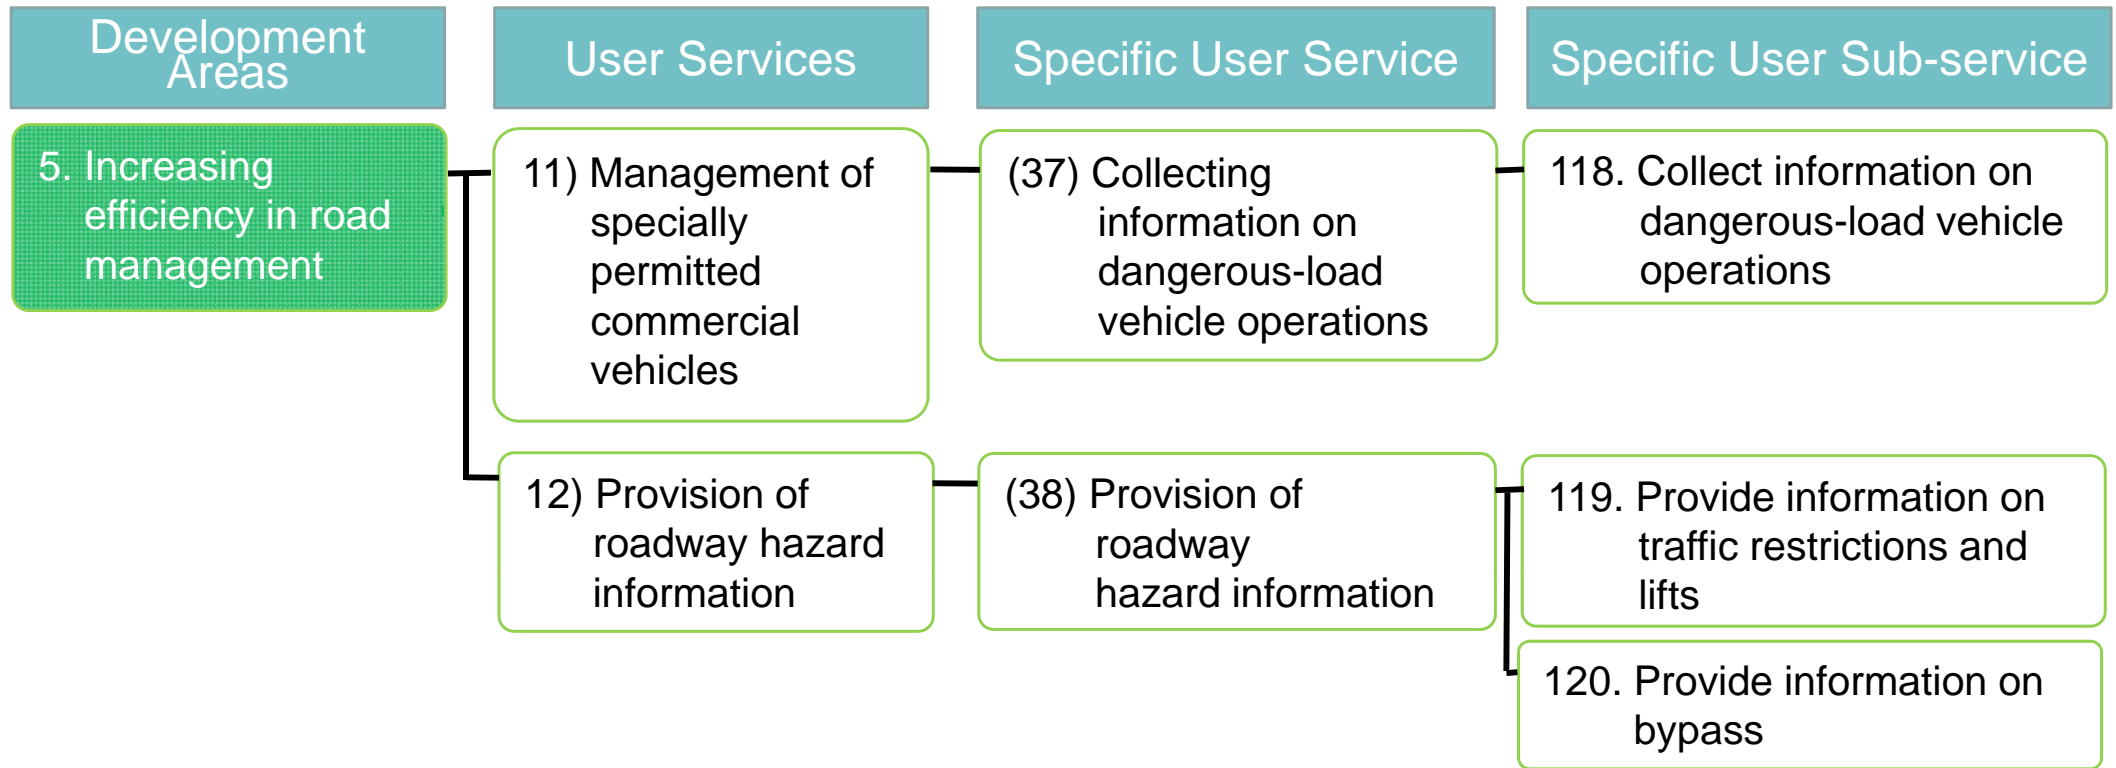 Development
Areas
User Services
Specific User Service
Specific User Sub-service
5. Increasing
efficiency in road
management
11) Management of
specially
permitted
commercial
vehicles
(37) Collecting
information on
dangerous-load
vehicle operations
118. Collect information on
dangerous-load vehicle
operations
12) Provision of
roadway hazard
information
(38) Provision of
roadway
hazard information
119. Provide information on
traffic restrictions and
lifts
120. Provide information on
bypass